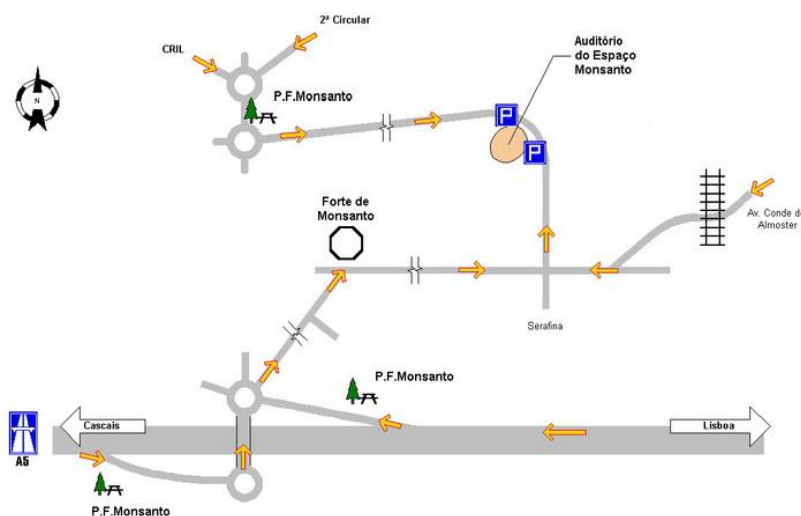 2ª Circular
CRIL
Auditório
do Espaço
Monsanto
P.F.Monsanto
N
P
P
Forte de
Monsanto
Av. Conde de
Almoster
Serafina
P.F.Monsanto
Cascais
Lisboa
A5
P.F.Monsanto